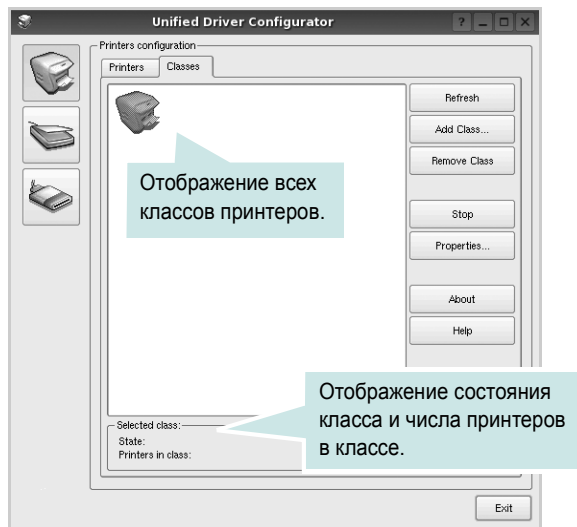 Unified Driver Configurator
Printers configuration
Printers Classes
Refresh
Add Class...
Remove Class
Отображение всех
классов принтеров.
Stop
Properties...
About
Help
Отображение состояния
класса и числа принтеров
в классе.
Selected class:
State:
Printers in class:
Exit